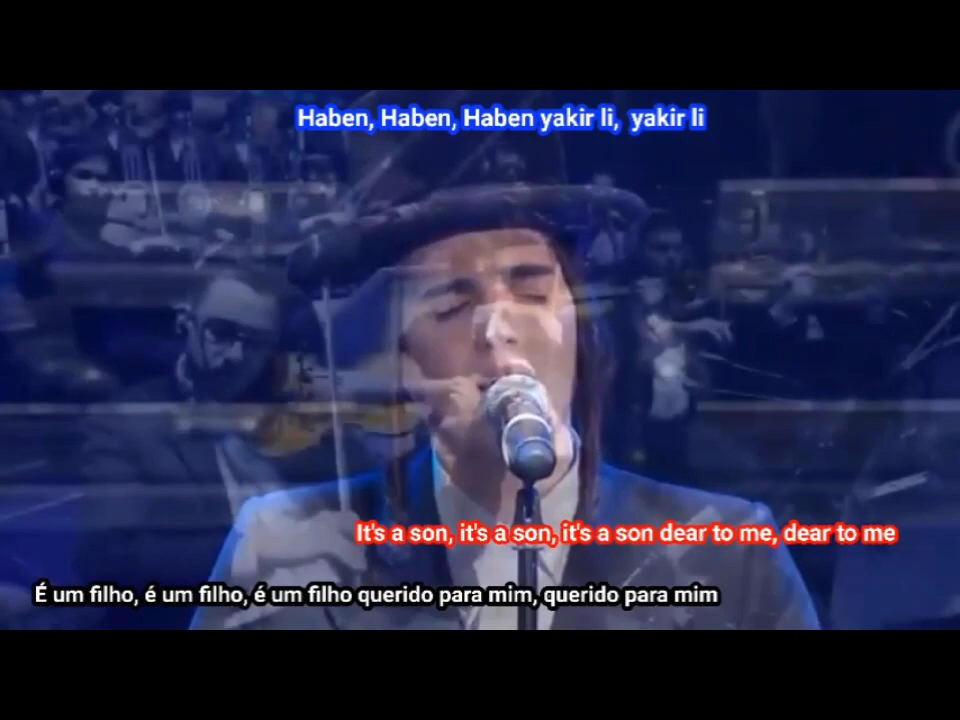 Haben, Haben, Haben yakir li, yakir li
It's a son, it's a son, it's a son dear to me, dear to me
É um filho, é um filho, é um filho querido para mim, querido para mim